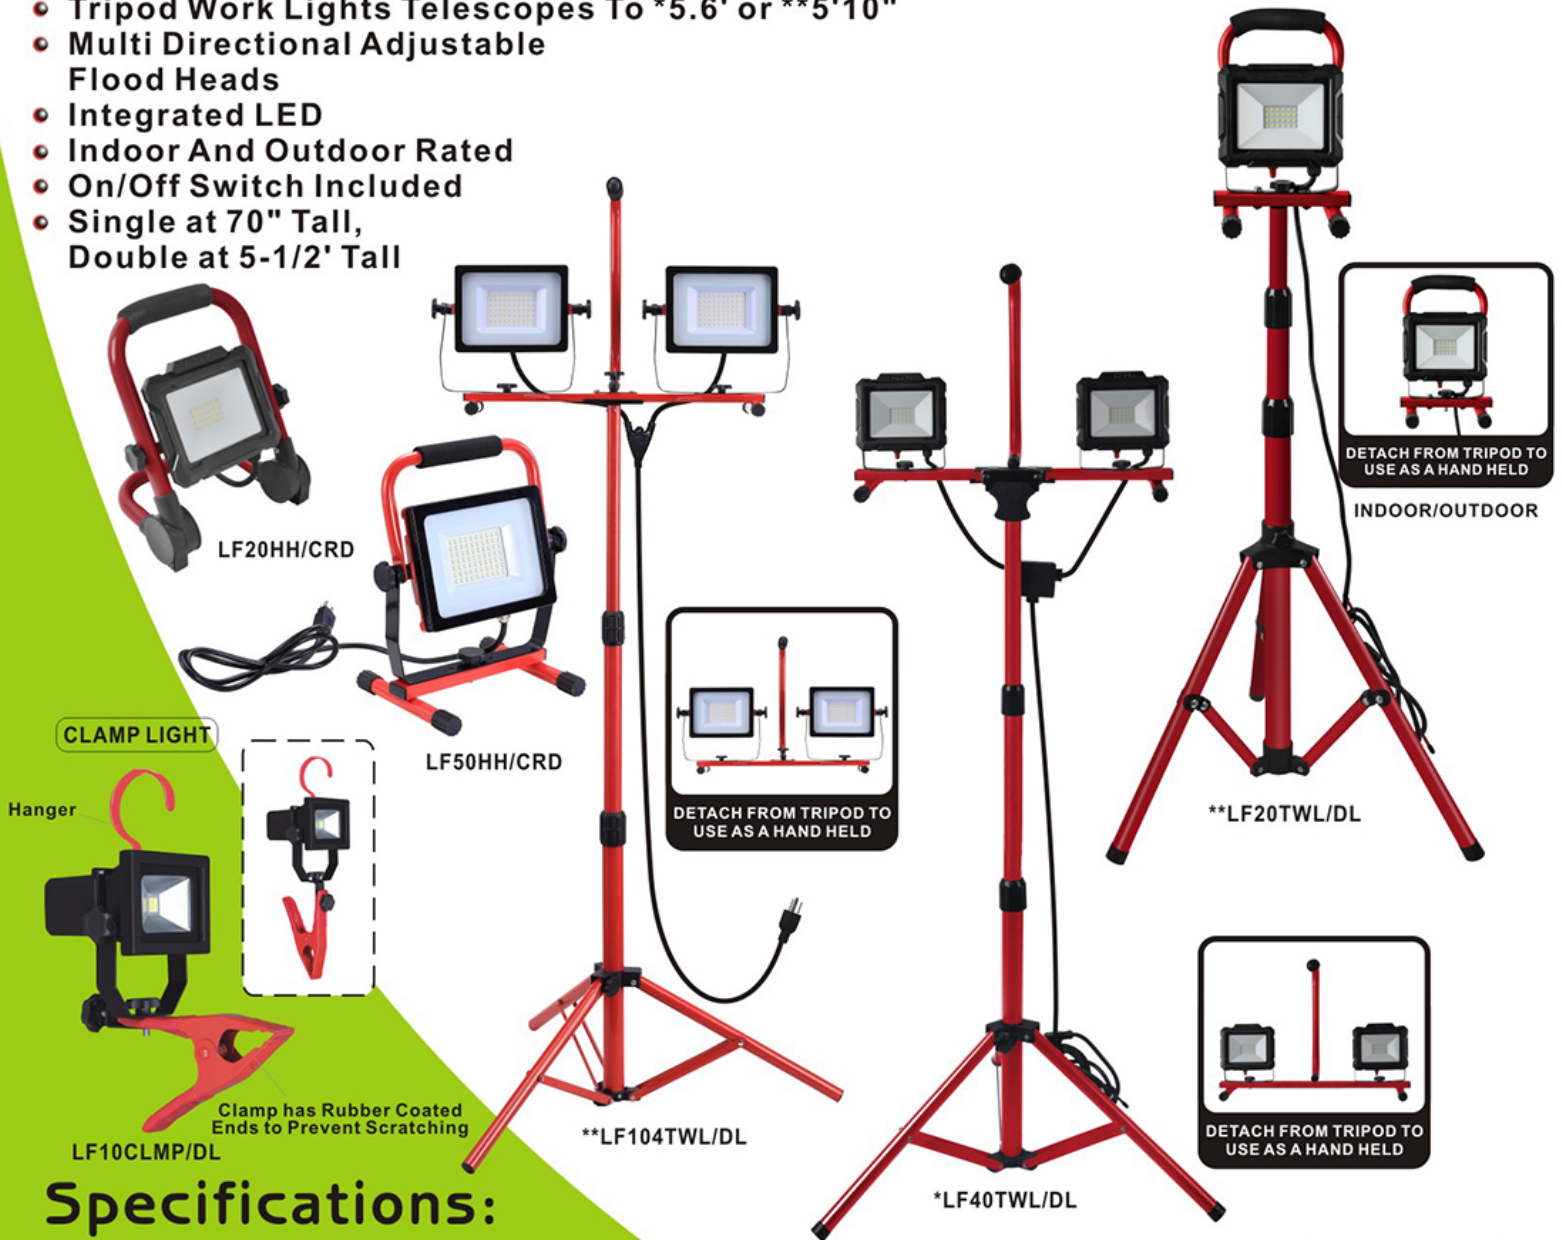 Tripod Work Lights Telescopes To *5.6' or **5'10"
Multi Directional Adjustable
Flood Heads
Integrated LED
Indoor And Outdoor Rated
On/Off Switch Included
Single at 70" Tall,
Double at 5-1/2' Tall
LF20HH/CRD
LF50HH/CRD
CLAMP LIGHT
Hanger
Clamp has Rubber Coated
Ends to Prevent Scratching
LF10CLMP/DL
DETACH FROM TRIPOD TO
USE AS A HAND HELD
**LF104TWL/DL
DETACH FROM TRIPOD TO
USE AS A HAND HELD
INDOOR/OUTDOOR
**LF20TWL/DL
DETACH FROM TRIPOD TO
USE AS A HAND HELD
*LF40TWL/DL
Specifications: